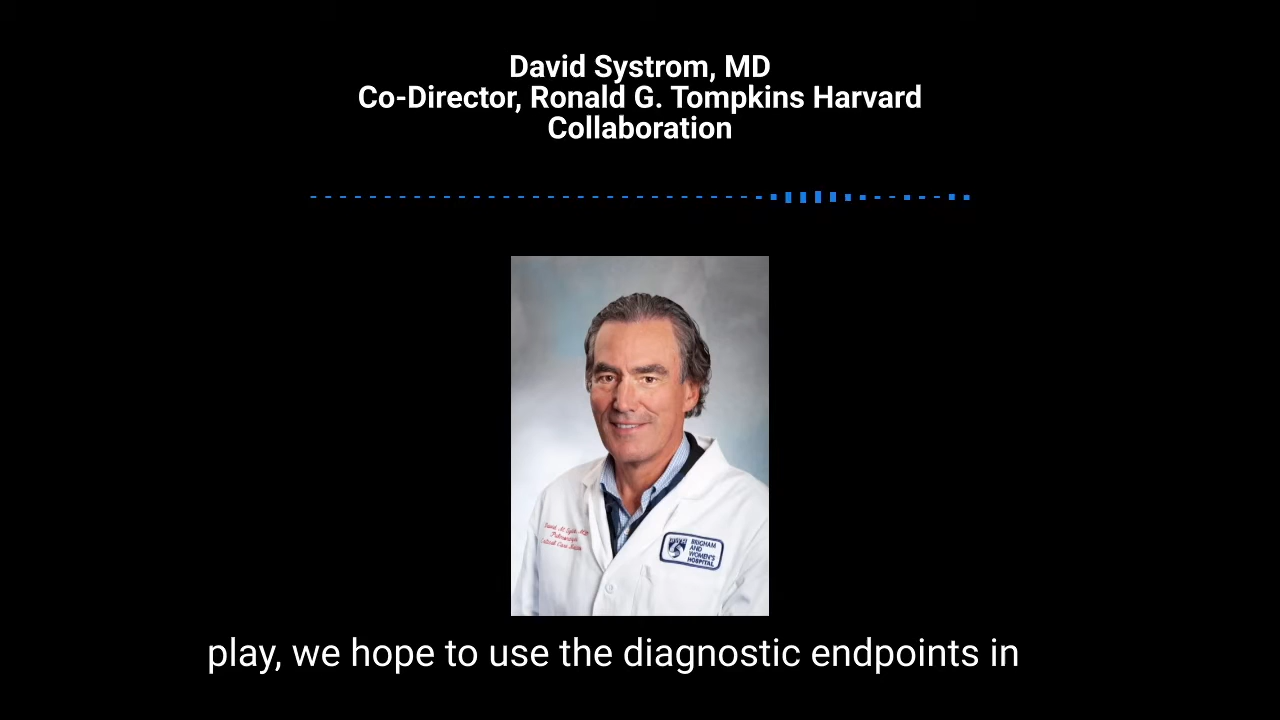 David Systrom, MD
Co-Director, Ronald G. Tompkins Harvard
Collaboration
BRIGHAM
AND
WOMEN'S
HOSPITAL
play, we hope to use the diagnostic endpoints in